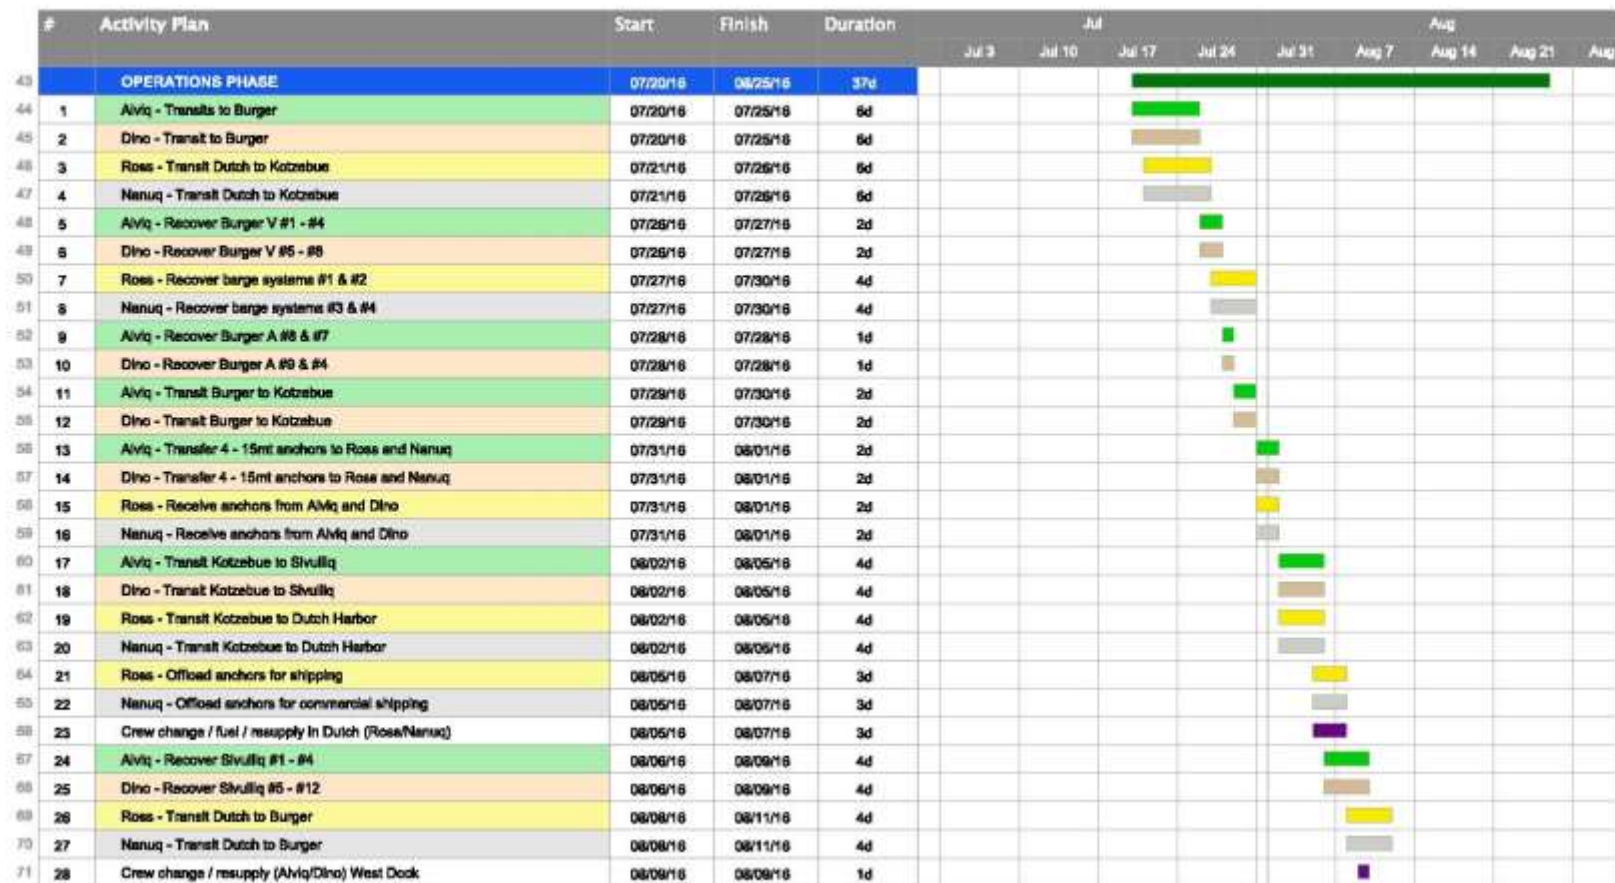 # Activity Plan Start Finish Duration Jul Aug
Jul 3 Jul 10 Jul 17 Jul 24 Jul 31 Aug 7 Aug 14 Aug 21 Aug
43 OPERATIONS PHASE 07/20/16 08/25/16 37d
44 1 Aiviq - Transits to Burger 07/20/16 07/25/16 6d
45 2 Dino - Transit to Burger 07/20/16 07/25/16 6d
46 3 Ross - Transit Dutch to Kotzebue 07/21/16 07/26/16 6d
47 4 Nanuq - Transit Dutch to Kotzebue 07/21/16 07/26/16 6d
48 5 Aiviq - Recover Burger V #1 - #4 07/26/16 07/27/16 2d
49 6 Dino - Recover Burger V #5 - #8 07/26/16 07/27/16 2d
50 7 Ross - Recover barge systems #1 & #2 07/27/16 07/30/16 4d
51 8 Nanuq - Recover barge systems #3 & #4 07/27/16 07/30/16 4d
52 9 Aiviq - Recover Burger A #8 & #7 07/28/16 07/28/16 1d
53 10 Dino - Recover Burger A #9 & #4 07/28/16 07/28/16 1d
54 11 Aiviq - Transit Burger to Kotzebue 07/29/16 07/30/16 2d
55 12 Dino - Transit Burger to Kotzebue 07/29/16 07/30/16 2d
56 13 Aiviq - Transfer 4 - 15mt anchors to Ross and Nanuq 07/31/16 08/01/16 2d
57 14 Dino - Transfer 4 - 15mt anchors to Ross and Nanuq 07/31/16 08/01/16 2d
58 15 Ross - Receive anchors from Aiviq and Dino 07/31/16 08/01/16 2d
59 16 Nanuq - Receive anchors from Aiviq and Dino 07/31/16 08/01/16 2d
60 17 Aiviq - Transit Kotzebue to Sivulliq 08/02/16 08/05/16 4d
61 18 Dino - Transit Kotzebue to Sivulliq 08/02/16 08/05/16 4d
62 19 Ross - Transit Kotzebue to Dutch Harbor 08/02/16 08/05/16 4d
63 20 Nanuq - Transit Kotzebue to Dutch Harbor 08/02/16 08/05/16 4d
64 21 Ross - Offload anchors for shipping 08/05/16 08/07/16 3d
65 22 Nanuq - Offload anchors for commercial shipping 08/05/16 08/07/16 3d
66 23 Crew change / fuel / resupply in Dutch (Ross/Nanuq) 08/05/16 08/07/16 3d
67 24 Aiviq - Recover Sivulliq #1 - #4 08/06/16 08/09/16 4d
68 25 Dino - Recover Sivulliq #5 - #12 08/06/16 08/09/16 4d
69 26 Ross - Transit Dutch to Burger 08/08/16 08/11/16 4d
70 27 Nanuq - Transit Dutch to Burger 08/08/16 08/11/16 4d
71 28 Crew change / resupply (Aiviq/Dino) West Dock 08/09/16 08/09/16 1d